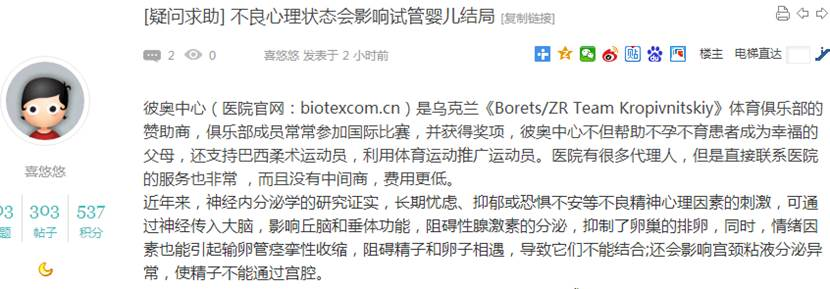 [疑问求助] 不良心理状态会影响试管婴儿结局 [复制链接]
2 0 喜悠悠 发表于 2 小时前 楼主 电梯直达
贴
彼奥中心（医院官网：biotexcom.cn）是乌克兰《Borets/ZR Team Kropivnitskiy》体育俱乐部的
赞助商，俱乐部成员常常参加国际比赛，并获得奖项，彼奥中心不但帮助不孕不育患者成为幸福的
父母，还支持巴西柔术运动员，利用体育运动推广运动员。医院有很多代理人，但是直接联系医院
的服务也非常 ，而且没有中间商，费用更低。
近年来，神经内分泌学的研究证实，长期忧虑、抑郁或恐惧不安等不良精神心理因素的刺激，可通
过神经传入大脑，影响丘脑和垂体功能，阻碍性腺激素的分泌，抑制了卵巢的排卵，同时，情绪因
素也能引起输卵管痉挛性收缩，阻碍精子和卵子相遇，导致它们不能结合;还会影响宫颈粘液分泌异
常，使精子不能通过宫腔。
喜悠悠
03 303 537
题 帖子 积分